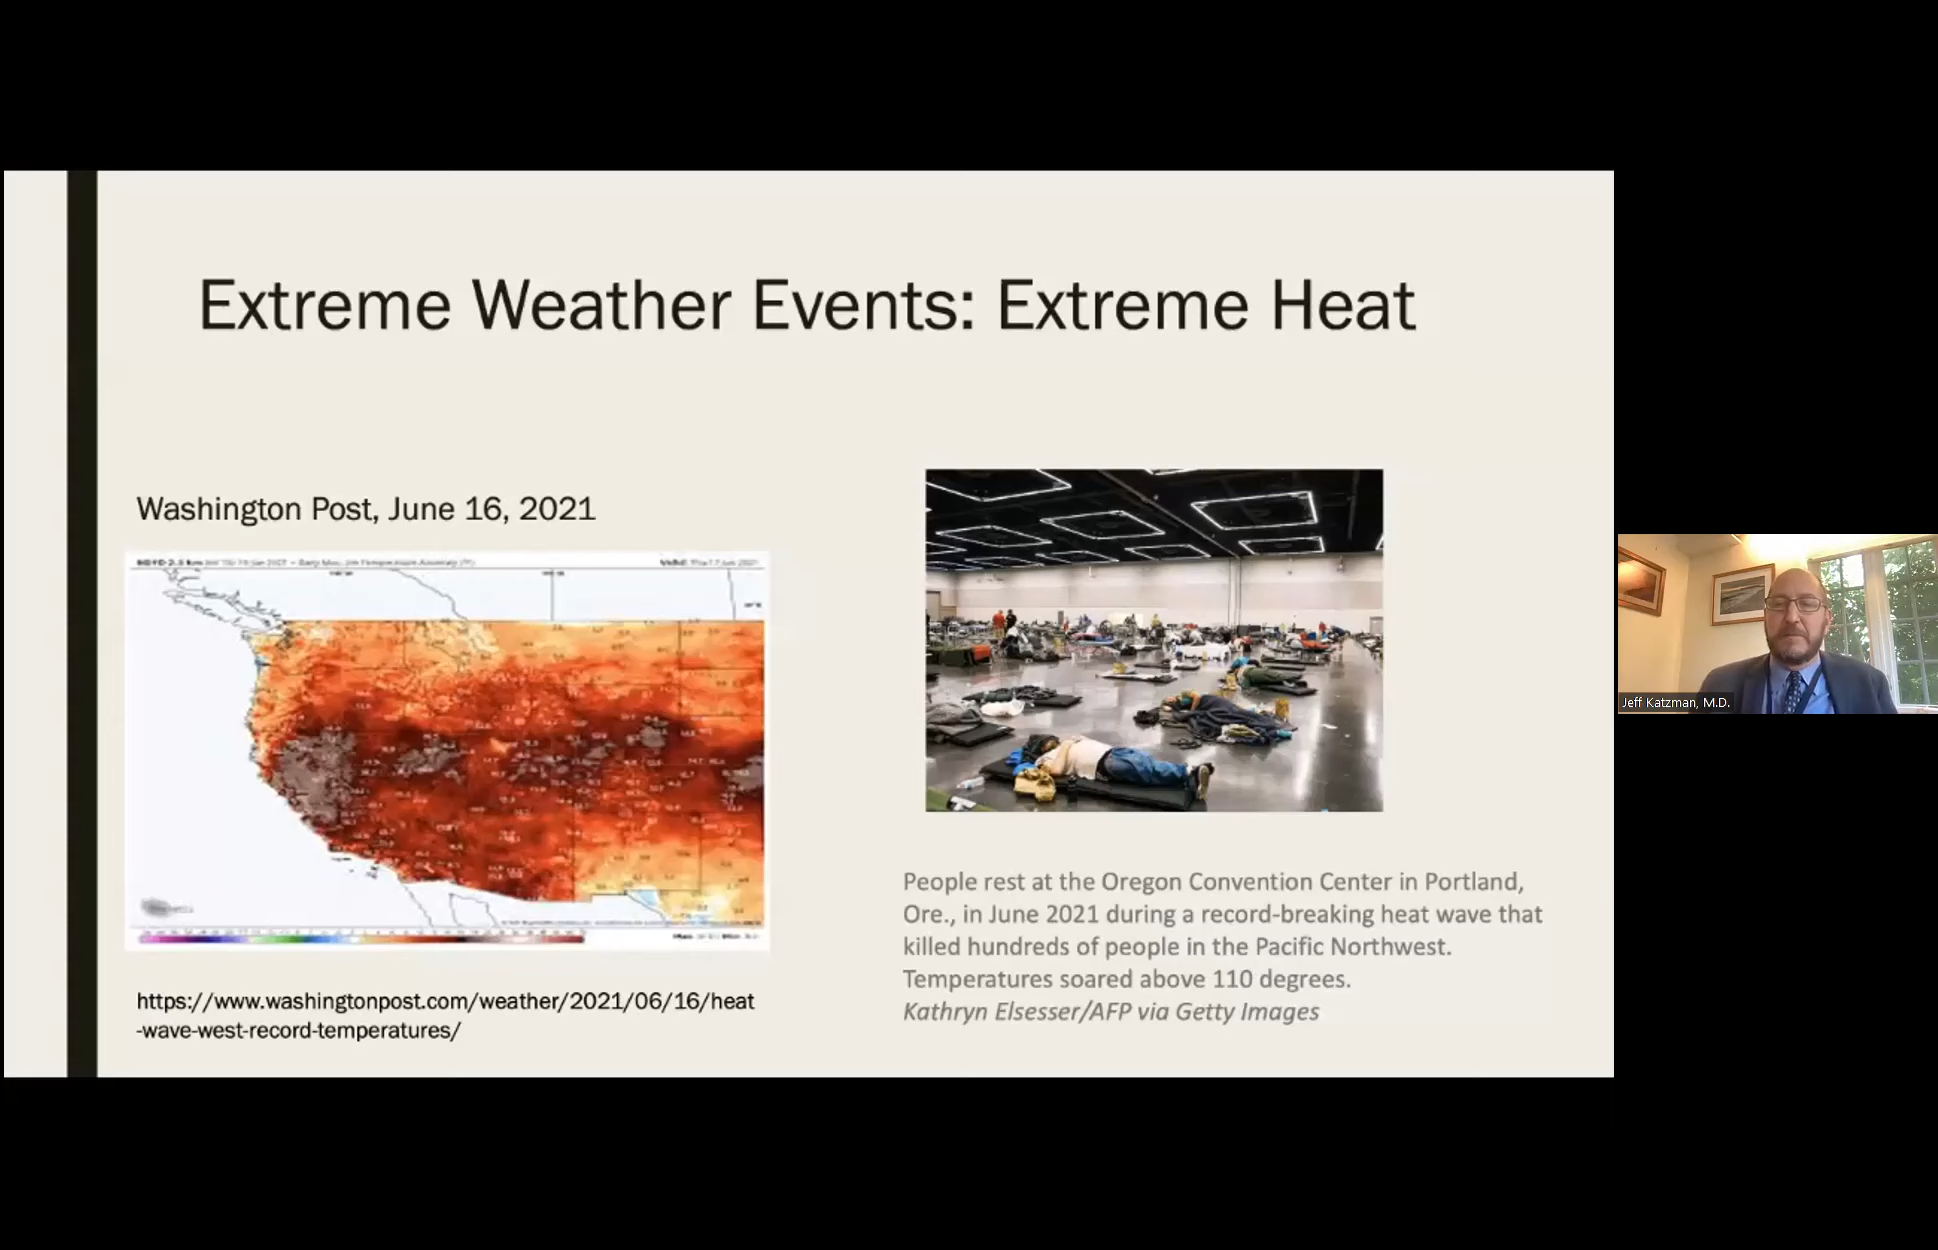 Extreme Weather Events: Extreme Heat
Washington Post, June 16, 2021
https://www.washingtonpost.com/weather/2021/06/16/heat
-wave-west-record-temperatures/
People rest at the Oregon Convention Center in Portland,
Ore., in June 2021 during a record-breaking heat wave that
killed hundreds of people in the Pacific Northwest.
Temperatures soared above 110 degrees.
Kathryn Elsesser/AFP via Getty Images
Jeff Katzman, M.D.